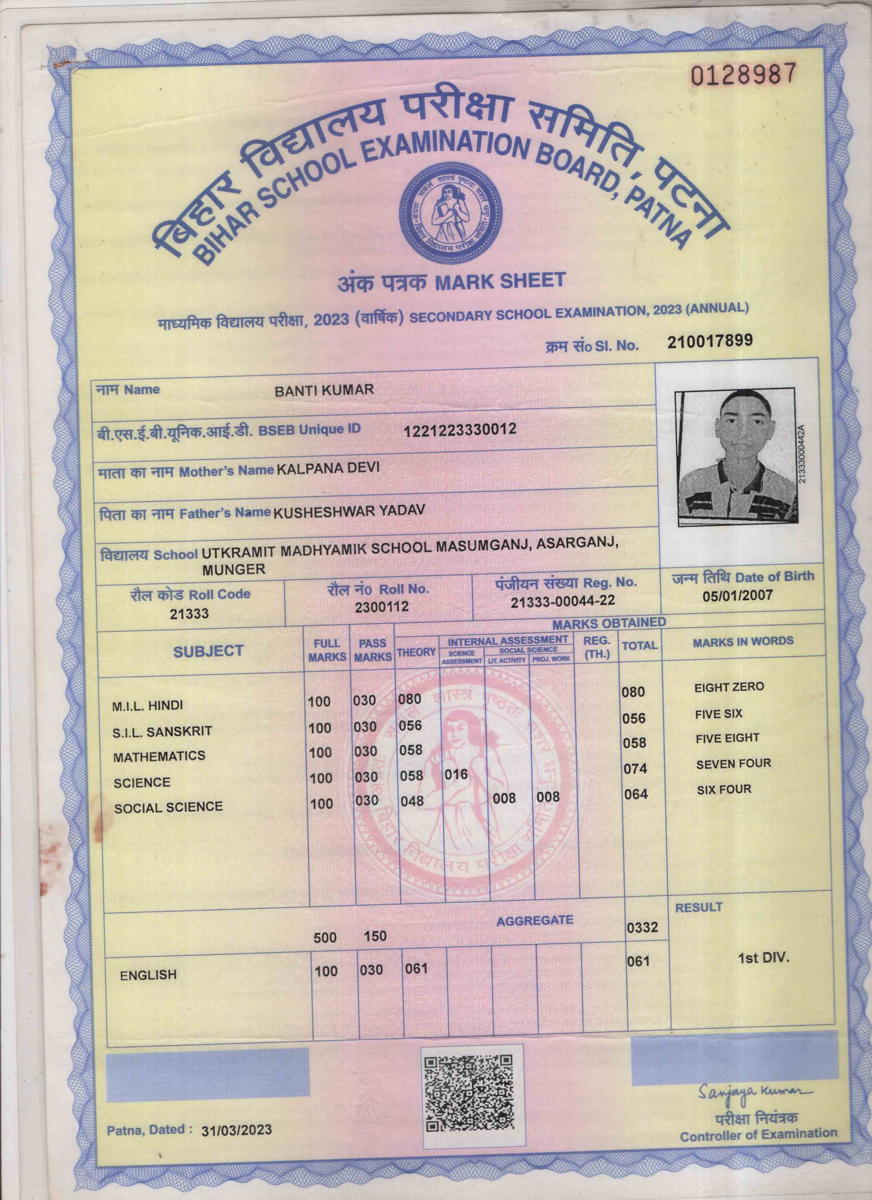 0128987
बिहार विद्यालय परीक्षा समिति, पटना
BIHAR SCHOOL EXAMINATION BOARD, PATNA
अंक पत्रक MARK SHEET
माध्यमिक विद्यालय परीक्षा, 2023 (वार्षिक) SECONDARY SCHOOL EXAMINATION, 2023 (ANNUAL)
क्रम सं० Sl. No. 210017899
नाम Name BANTI KUMAR
बी.एस.ई.बी.यूनिक.आई.डी. BSEB Unique ID 1221223330012
माता का नाम Mother's Name KALPANA DEVI
पिता का नाम Father's Name KUSHESHWAR YADAV
21333000442A
विद्यालय School UTKRAMIT MADHYAMIK SCHOOL MASUMGANJ, ASARGANJ,
MUNGER
रौल कोड Roll Code रौल नं० Roll No. पंजीयन संख्या Reg. No. जन्म तिथि Date of Birth
21333 2300112 21333-00044-22 05/01/2007
MARKS OBTAINED
SUBJECT FULL MARKS PASS MARKS THEORY INTERNAL ASSESSMENT REG. (TH.) TOTAL MARKS IN WORDS
SCIENCE ASSESSMENT SOCIAL SCIENCE
LIT. ACTIVITY PROJ. WORK
M.I.L. HINDI 100 030 080 080 EIGHT ZERO
S.I.L. SANSKRIT 100 030 056 056 FIVE SIX
MATHEMATICS 100 030 058 058 FIVE EIGHT
SCIENCE 100 030 058 016 074 SEVEN FOUR
SOCIAL SCIENCE 100 030 048 008 008 064 SIX FOUR
बिहार विद्यालय परीक्षा समिति
500 150 AGGREGATE 0332 RESULT
ENGLISH 100 030 061 061 1st DIV.
Sanjaya Kumar
परीक्षा नियंत्रक
Patna, Dated : 31/03/2023 Controller of Examination